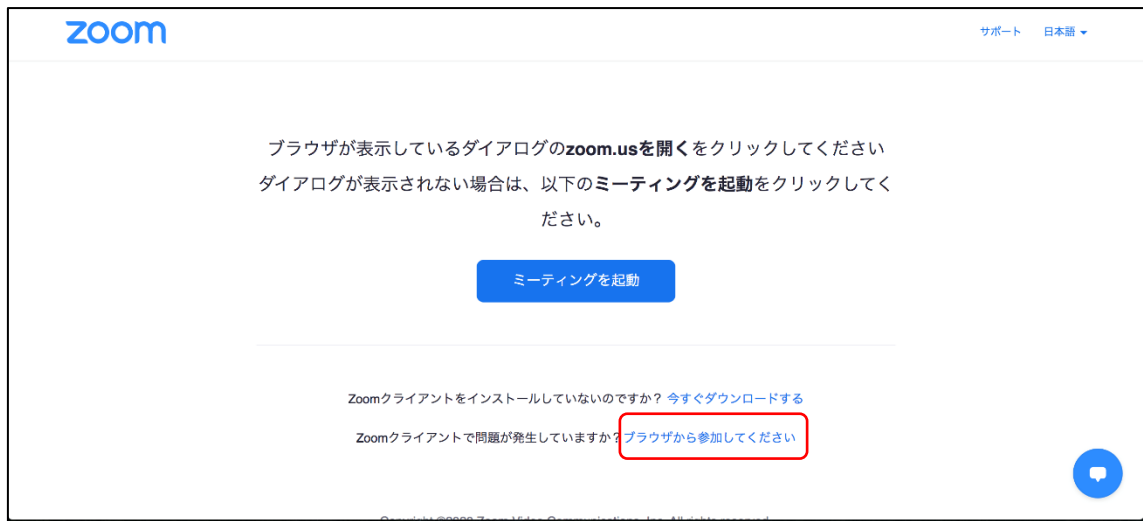 zoom
サポート 日本語
ブラウザが表示しているダイアログのzoom.usを開くをクリックしてください
ダイアログが表示されない場合は、以下のミーティングを起動をクリックしてく
ださい。
ミーティングを起動
Zoomクライアントをインストールしていないのですか？ 今すぐダウンロードする
Zoomクライアントで問題が発生していますか？ブラウザから参加してください
Zoom Video Communications, Inc. All rights reserved